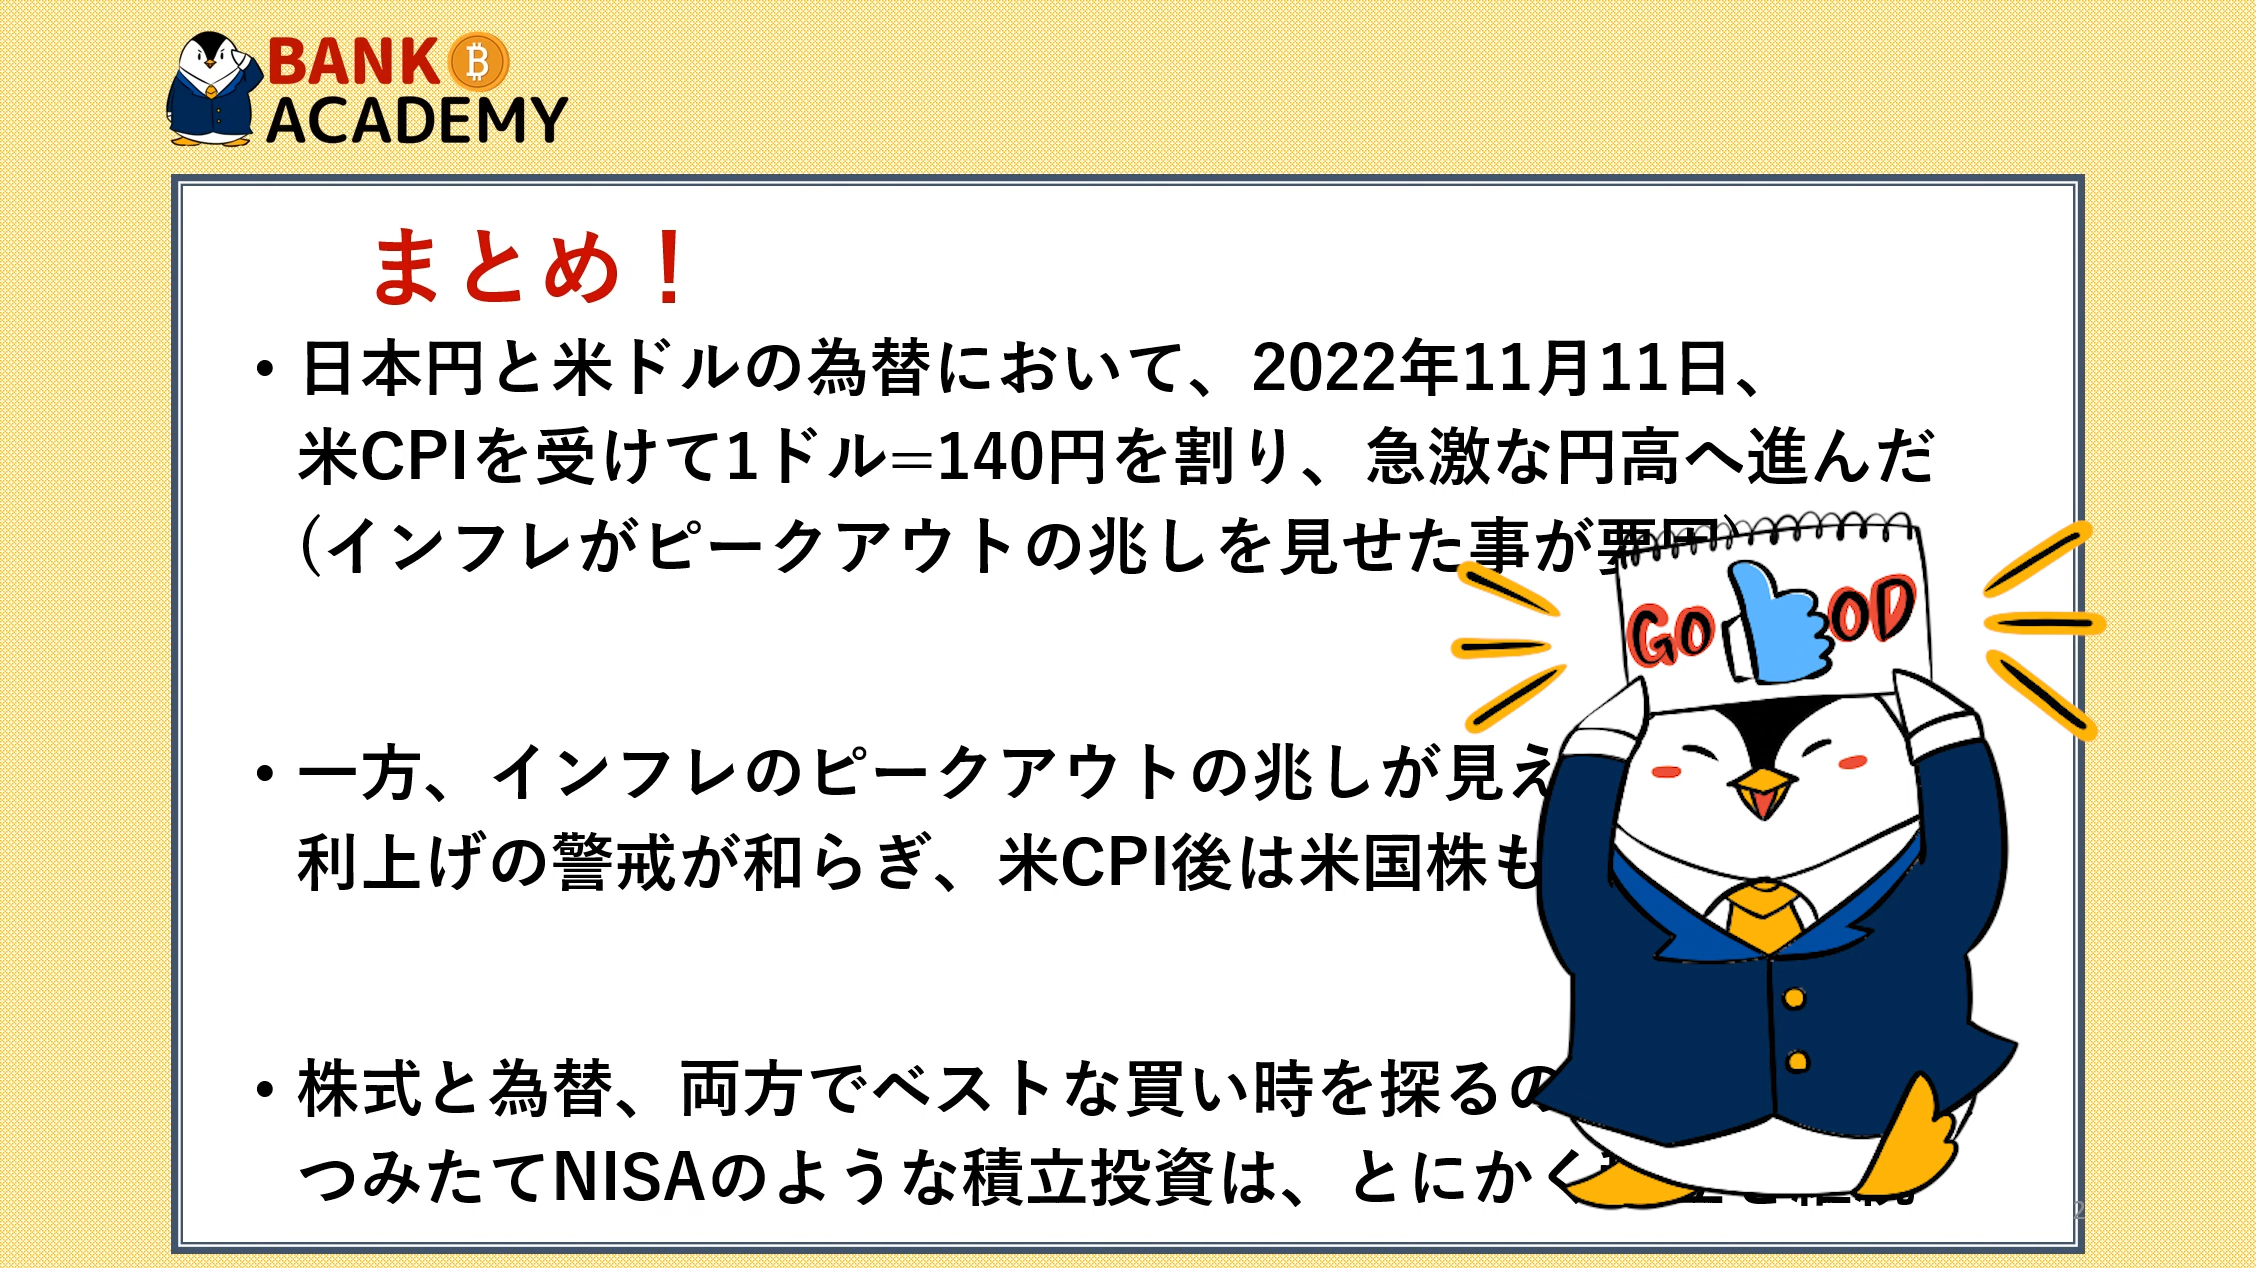 BANK
ACADEMY
まとめ！
・日本円と米ドルの為替において、2022年11月11日、
米CPIを受けて1ドル=140円を割り、急激な円高へ進んだ
(インフレがピークアウトの兆しを見せた事が要因)
GO OD
・一方、インフレのピークアウトの兆しが見え
利上げの警戒が和らぎ、米CPI後は米国株も
・株式と為替、両方でベストな買い時を探るの
つみたてNISAのような積立投資は、とにかく
2